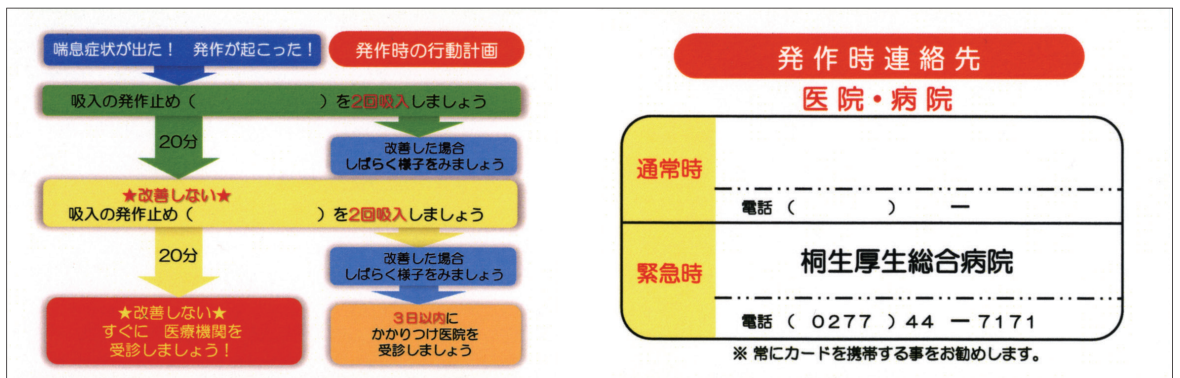 喘息症状が出た！　発作が起こった！
発作時の行動計画
吸入の発作止め（　　　　　　　　　）を2回吸入しましょう
20分
改善した場合
しばらく様子をみましょう
★改善しない★
吸入の発作止め（　　　　　　　　　）を2回吸入しましょう
20分
改善した場合
しばらく様子をみましょう
★改善しない★
すぐに　医療機関を
受診しましょう！
３日以内に
かかりつけ医院を
受診しましょう
発作時連絡先
医院・病院
通常時
電話（　　　　　　）　　ー
緊急時
桐生厚生総合病院
電話（ 0277 ）44 ー 7171
※ 常にカードを携帯する事をお勧めします。